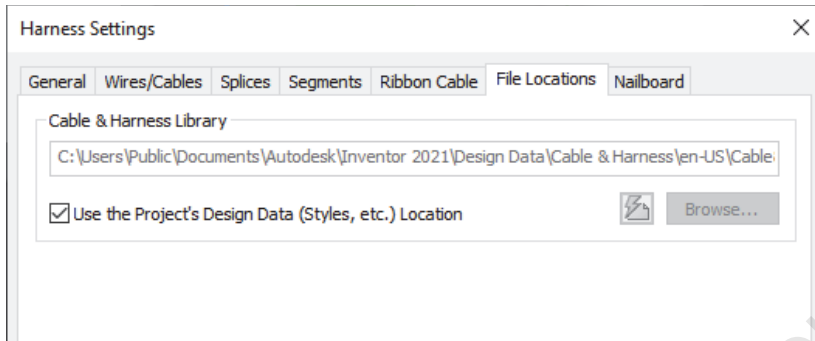 Harness Settings
General Wires/Cables Splices Segments Ribbon Cable File Locations Nailboard
Cable & Harness Library
C:\Users\Public\Documents\Autodesk\Inventor 2021\Design Data\Cable & Harness\en-US\Cable
Use the Project's Design Data (Styles, etc.) Location Browse...